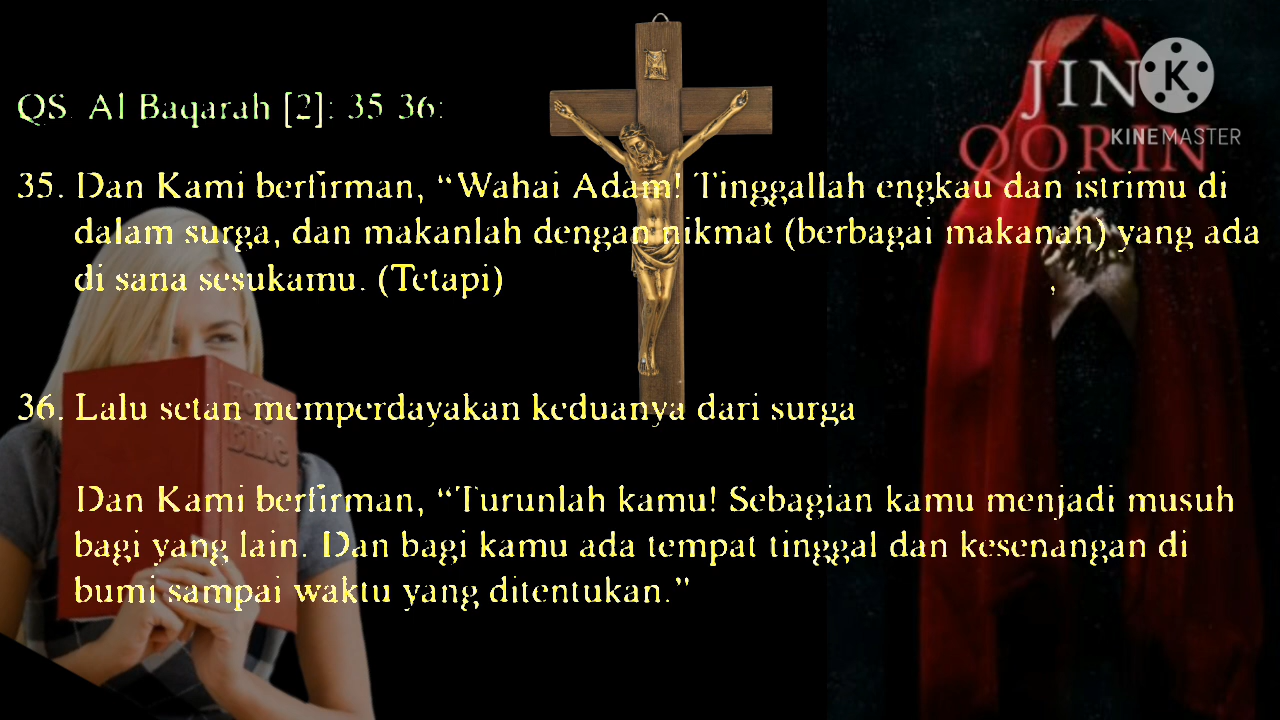 JIN
QORIN
K
KINEMASTER
QS. Al Baqarah [2]: 35-36:
35. Dan Kami berfirman, “Wahai Adam! Tinggallah engkau dan istrimu di
dalam surga, dan makanlah dengan nikmat (berbagai makanan) yang ada
di sana sesukamu. (Tetapi)
,
36. Lalu setan memperdayakan keduanya dari surga
Dan Kami berfirman, “Turunlah kamu! Sebagian kamu menjadi musuh
bagi yang lain. Dan bagi kamu ada tempat tinggal dan kesenangan di
bumi sampai waktu yang ditentukan.”
Holy
Bible